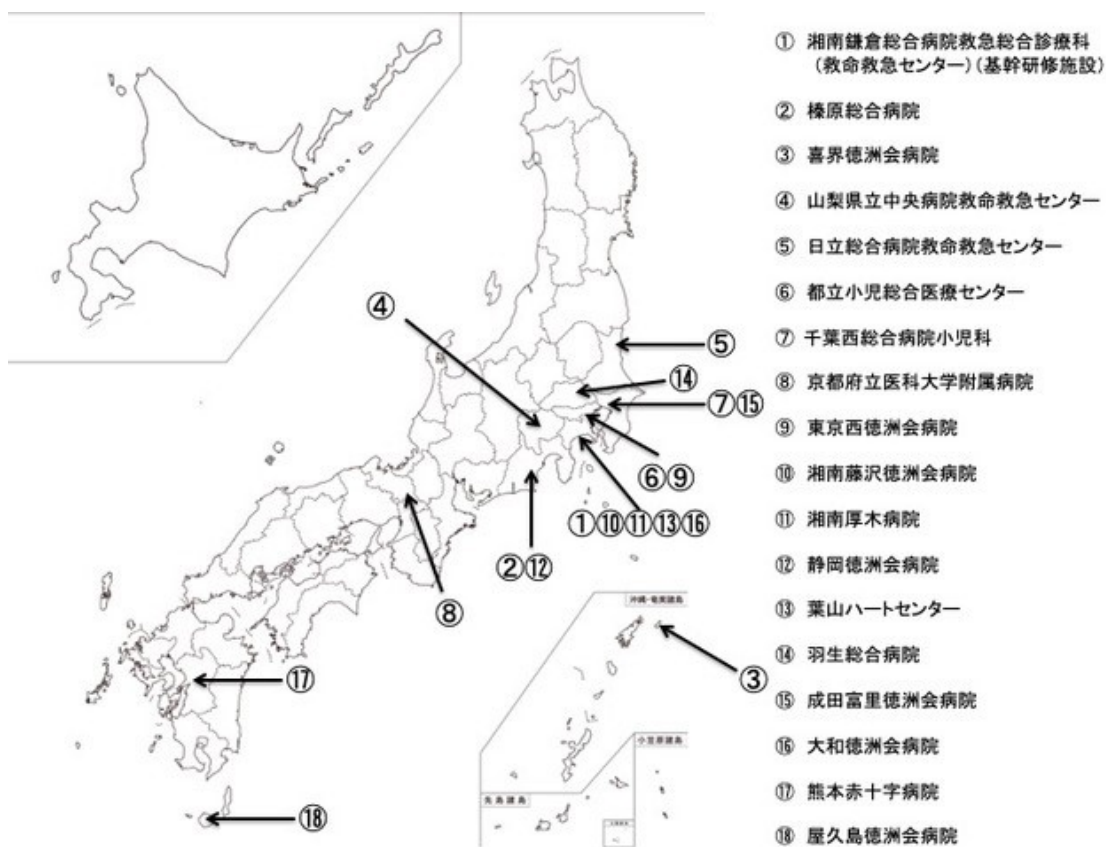 ① 湘南鎌倉総合病院救急総合診療科
（救命救急センター）（基幹研修施設）
② 榛原総合病院
③ 喜界徳洲会病院
④ 山梨県立中央病院救命救急センター
⑤ 日立総合病院救命救急センター
⑥ 都立小児総合医療センター
⑦ 千葉西総合病院小児科
⑧ 京都府立医科大学附属病院
⑨ 東京西徳洲会病院
⑩ 湘南藤沢徳洲会病院
⑪ 湘南厚木病院
⑫ 静岡徳洲会病院
⑬ 葉山ハートセンター
⑭ 羽生総合病院
⑮ 成田富里徳洲会病院
⑯ 大和徳洲会病院
⑰ 熊本赤十字病院
⑱ 屋久島徳洲会病院
④
⑤
⑭
⑦⑮
⑥⑨
①⑩⑪⑬⑯
②⑫
⑧
沖縄・奄美諸島
③
⑰
小笠原諸島
先島諸島
⑱